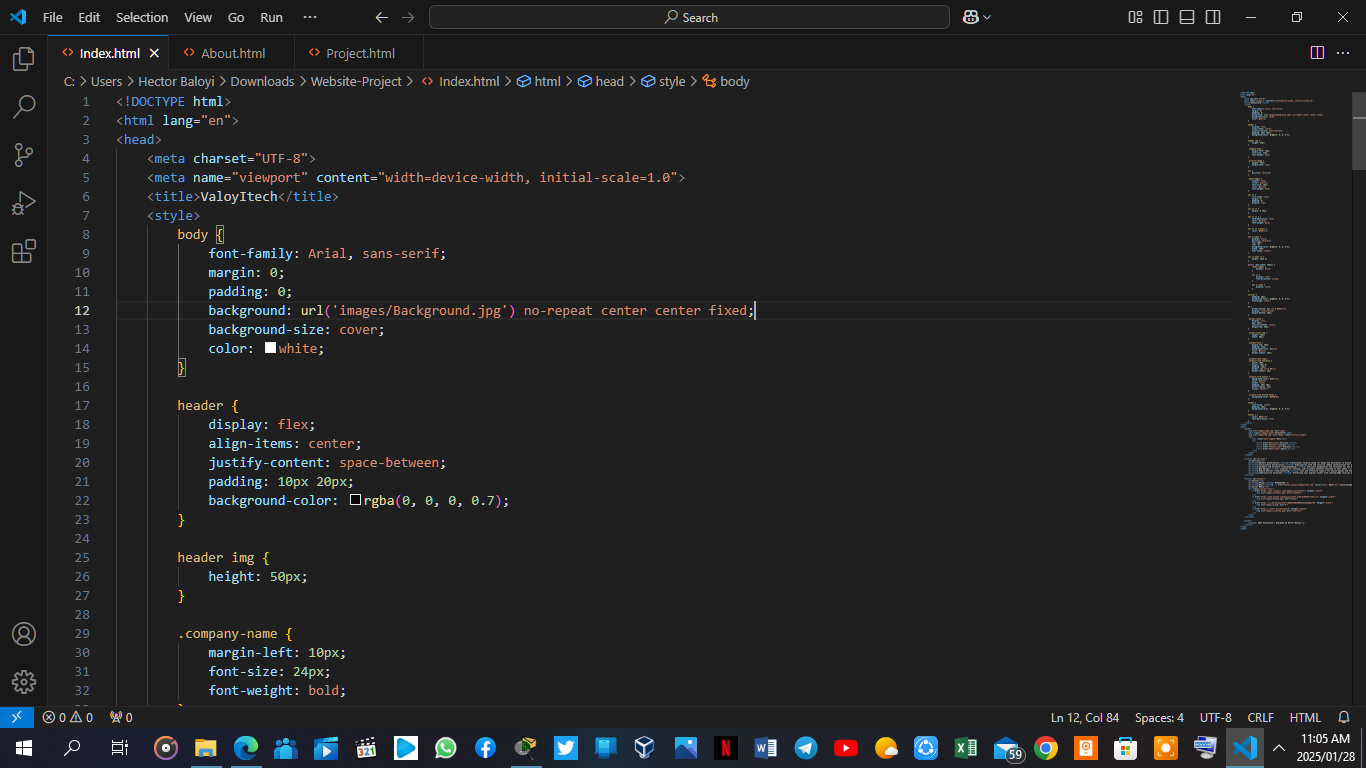 File Edit Selection View Go Run ··· Search
Index.html About.html Project.html
C: > Users > Hector Baloyi > Downloads > Website-Project > Index.html > html > head > style > body
1 <!DOCTYPE html>
2 <html lang="en">
3 <head>
4 <meta charset="UTF-8">
5 <meta name="viewport" content="width=device-width, initial-scale=1.0">
6 <title>ValoyItech</title>
7 <style>
8 body {
9 font-family: Arial, sans-serif;
10 margin: 0;
11 padding: 0;
12 background: url('images/Background.jpg') no-repeat center center fixed;
13 background-size: cover;
14 color: white;
15 }
16
17 header {
18 display: flex;
19 align-items: center;
20 justify-content: space-between;
21 padding: 10px 20px;
22 background-color: rgba(0, 0, 0, 0.7);
23 }
24
25 header img {
26 height: 50px;
27 }
28
29 .company-name {
30 margin-left: 10px;
31 font-size: 24px;
32 font-weight: bold;
0 0 0 Ln 12, Col 84 Spaces: 4 UTF-8 CRLF HTML
321 N 59 11:05 AM
2025/01/28